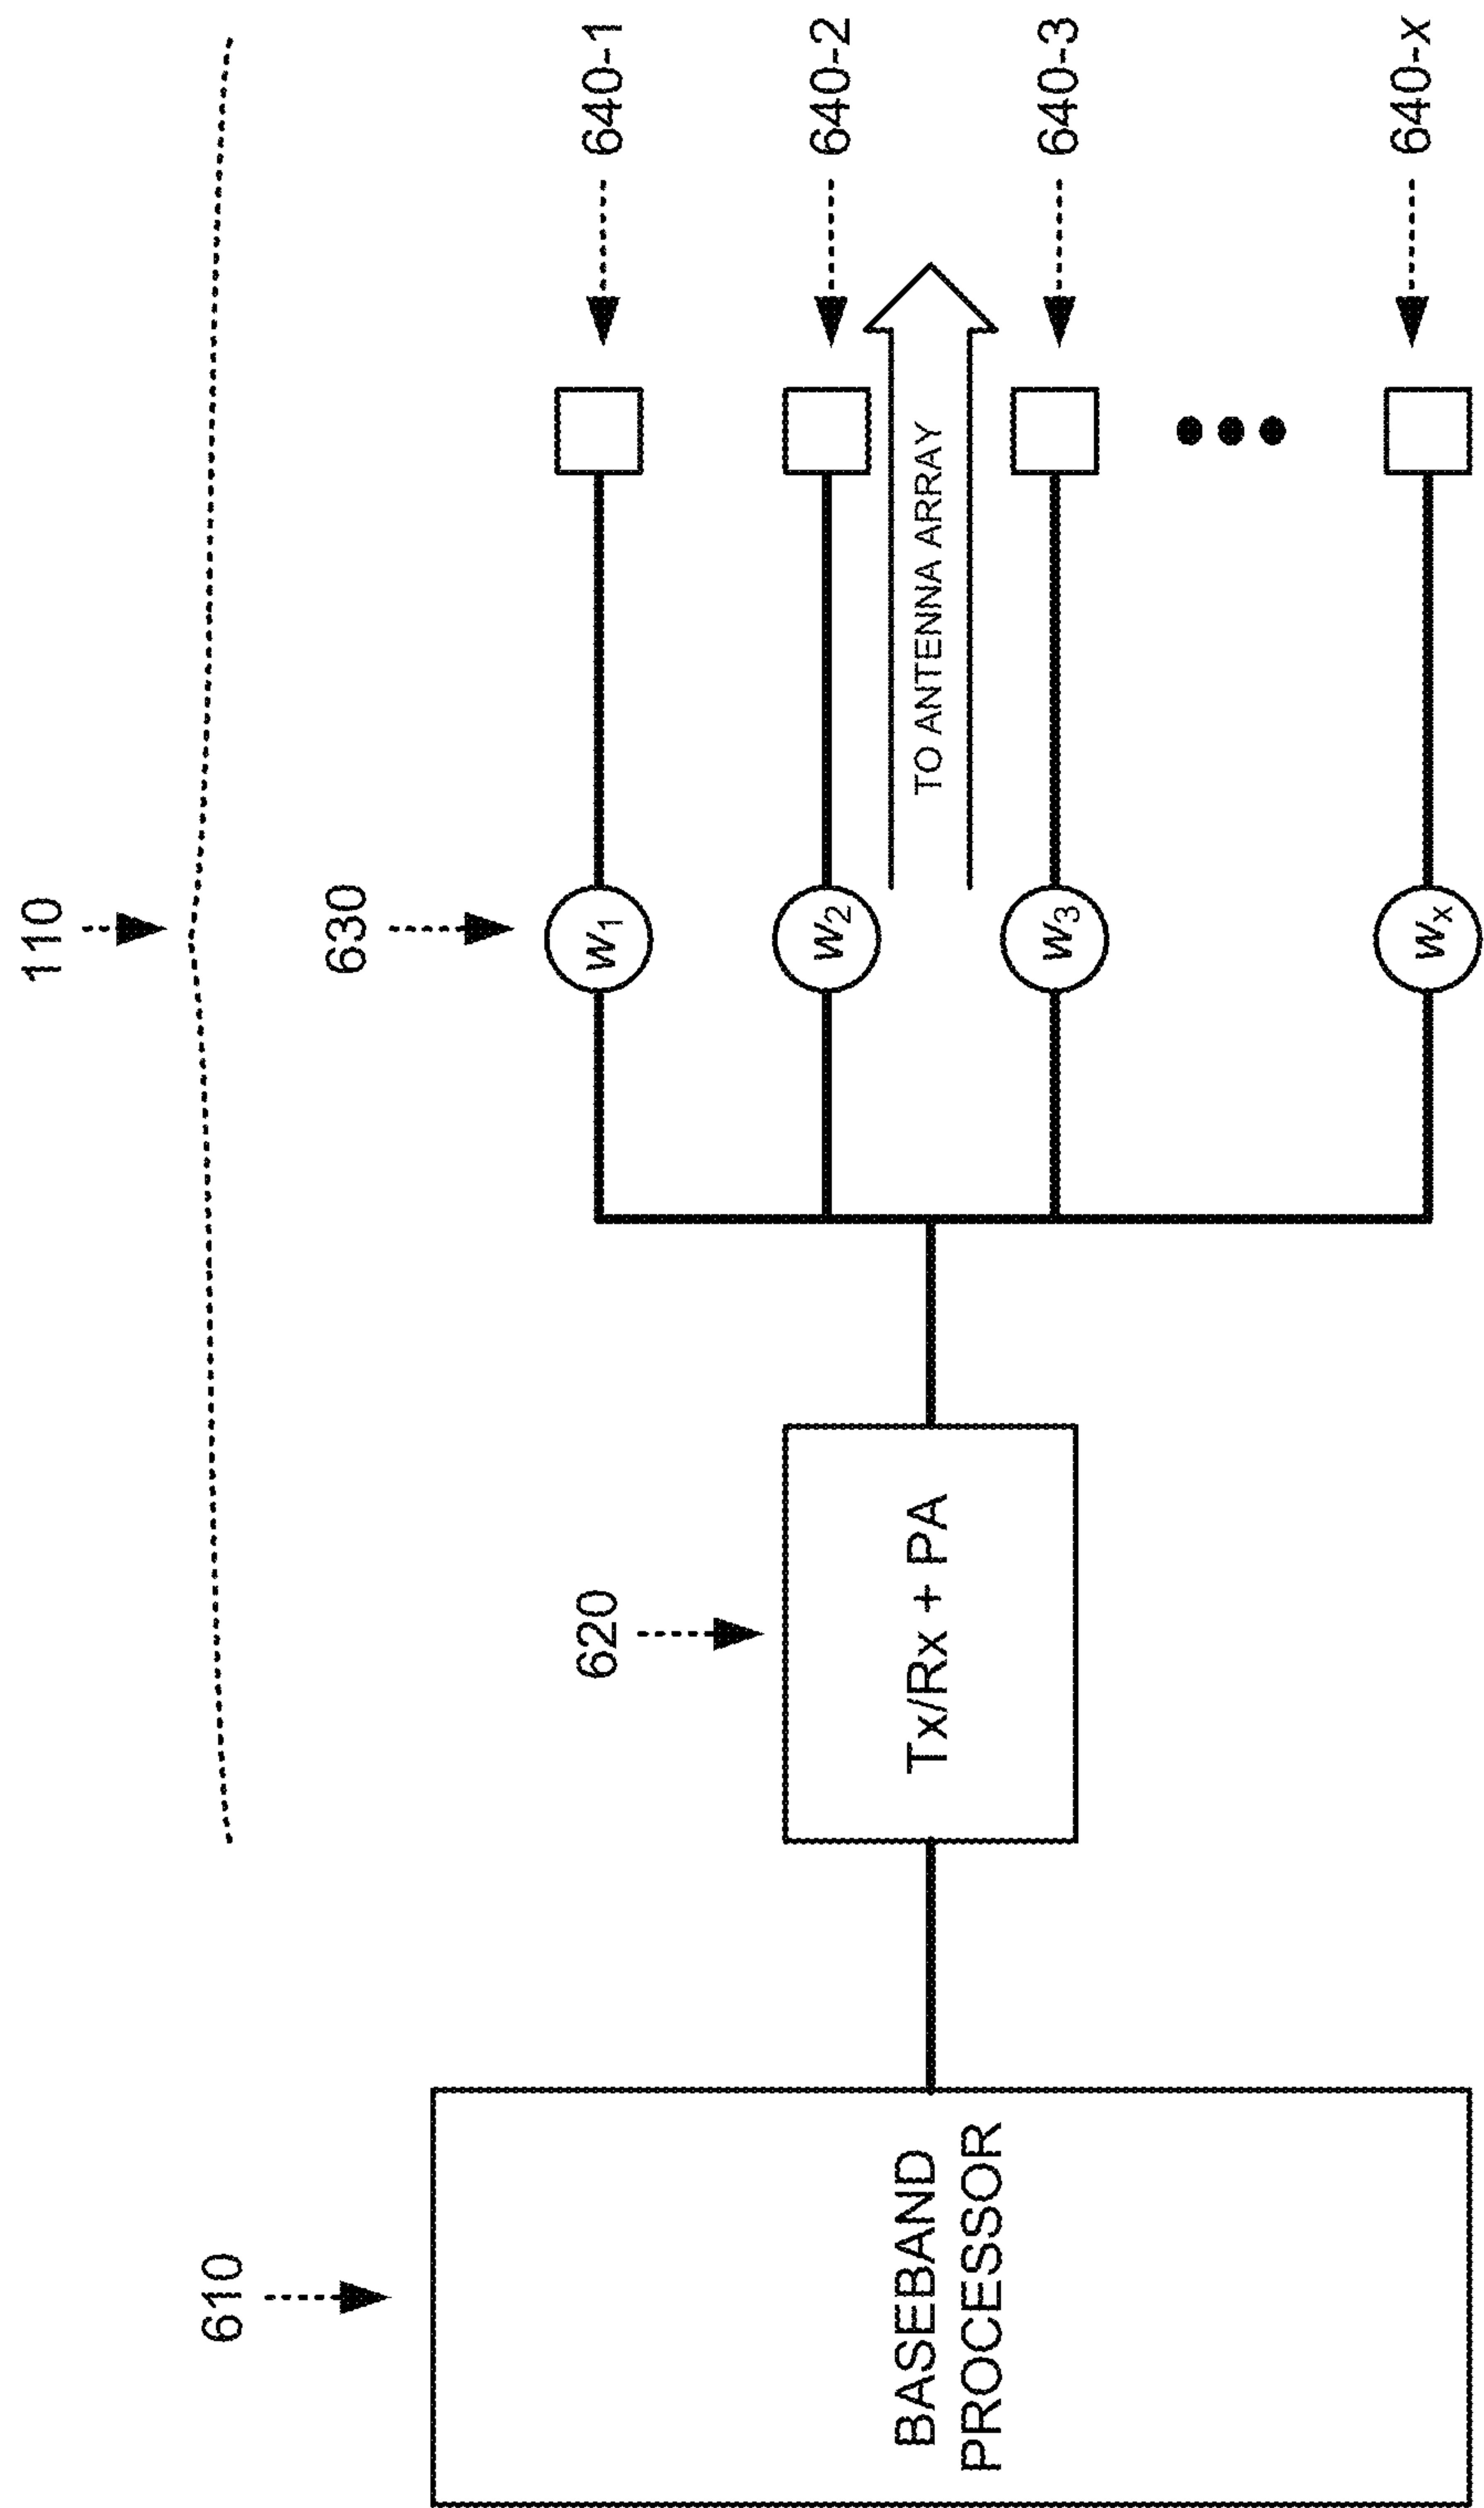 110
610
620
630
BASEBAND
PROCESSOR
Tx/Rx + PA
w1
w2
w3
wx
TO ANTENNA ARRAY
640-1
640-2
640-3
640-x